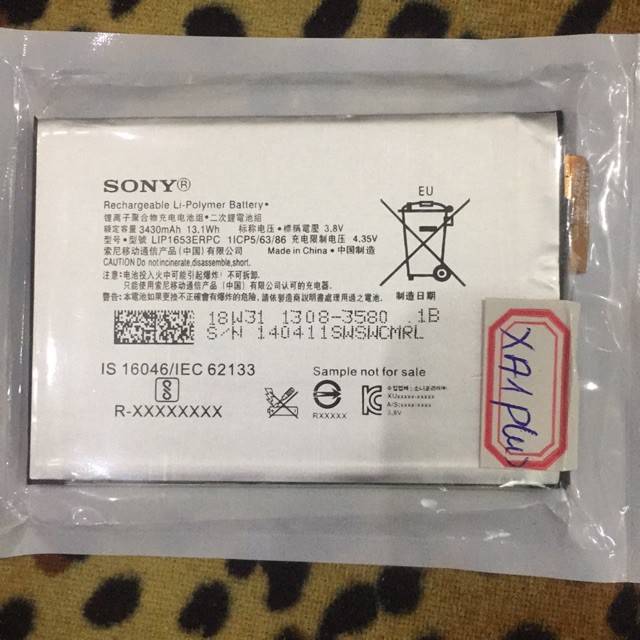 SONY®
Rechargeable Li-Polymer Battery•
锂离子聚合物充电电池组•二次鋰電池組
额定容量 3430mAh 13.1Wh 标称电压•標稱電壓 3.8V
型号•型號 LIP1653ERPC 1ICP5/63/86 充电限制电压 4.35V
索尼移动通信产品(中国)有限公司 Made in China•中国制造
CAUTION Do not incinerate,disassemble,short.
注意: 电池投入火中可能引起爆炸! 不可拆卸.
只能使用索尼移动通信产品(中国)有限公司认可的充电器.
EU
制造日期
18W31 1308-3580 .1B
S/N 140411SWSWCMRL
IS 16046/IEC 62133
Sample not for sale
R-XXXXXXXX
RXXXXX
XU
A/S:
3.8V
XA1 Plus